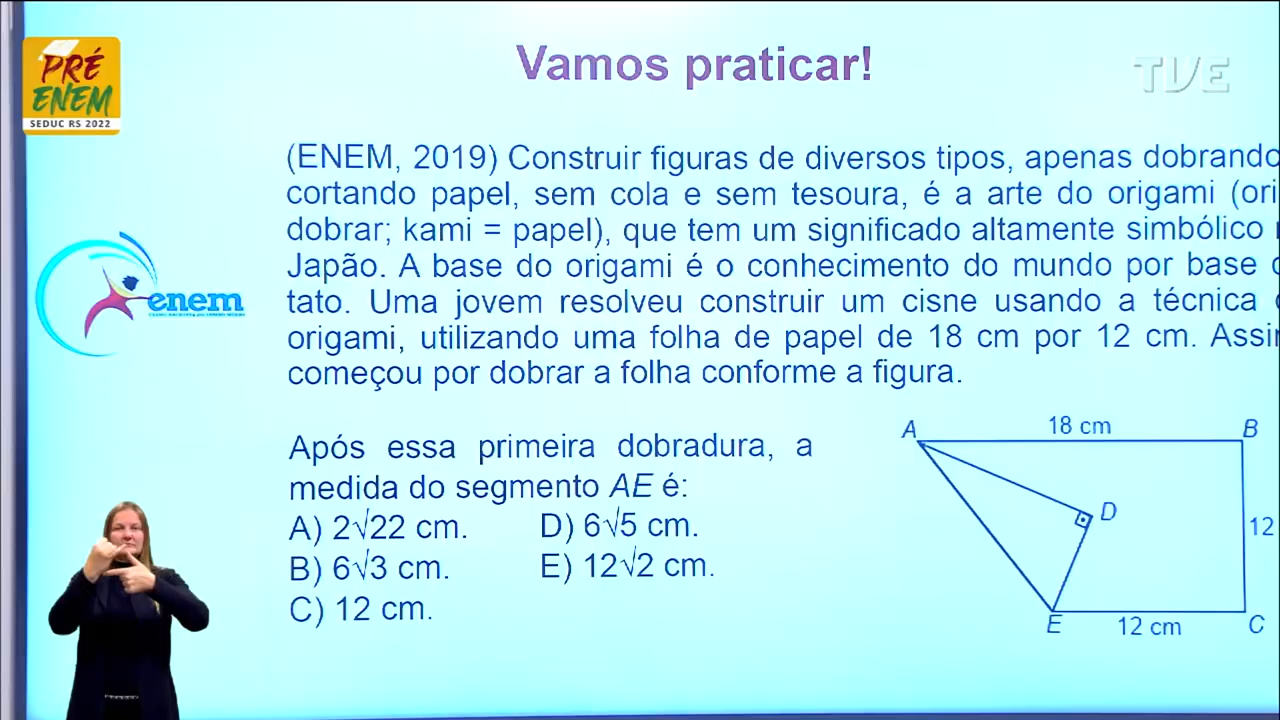 PRÉ
ENEM
SEDUC RS 2022
Vamos praticar!
TVE
(ENEM, 2019) Construir figuras de diversos tipos, apenas dobrando
cortando papel, sem cola e sem tesoura, é a arte do origami (ori
dobrar; kami = papel), que tem um significado altamente simbólico
Japão. A base do origami é o conhecimento do mundo por base
tato. Uma jovem resolveu construir um cisne usando a técnica
origami, utilizando uma folha de papel de 18 cm por 12 cm. Assi
começou por dobrar a folha conforme a figura.
enem
Após essa primeira dobradura, a
medida do segmento AE é:
A) 2√22 cm. D) 6√5 cm.
B) 6√3 cm. E) 12√2 cm.
C) 12 cm.
A 18 cm B
D
12
E 12 cm C